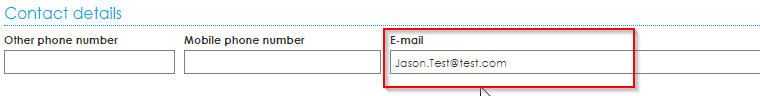 Contact details
Other phone number Mobile phone number E-mail
Jason.Test@test.com